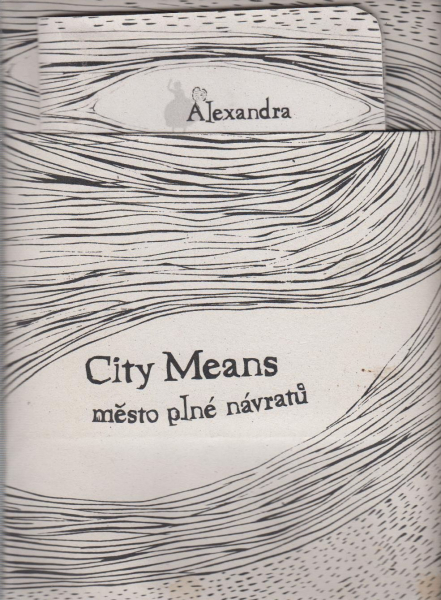 Alexandra
City Means
město plné návratů